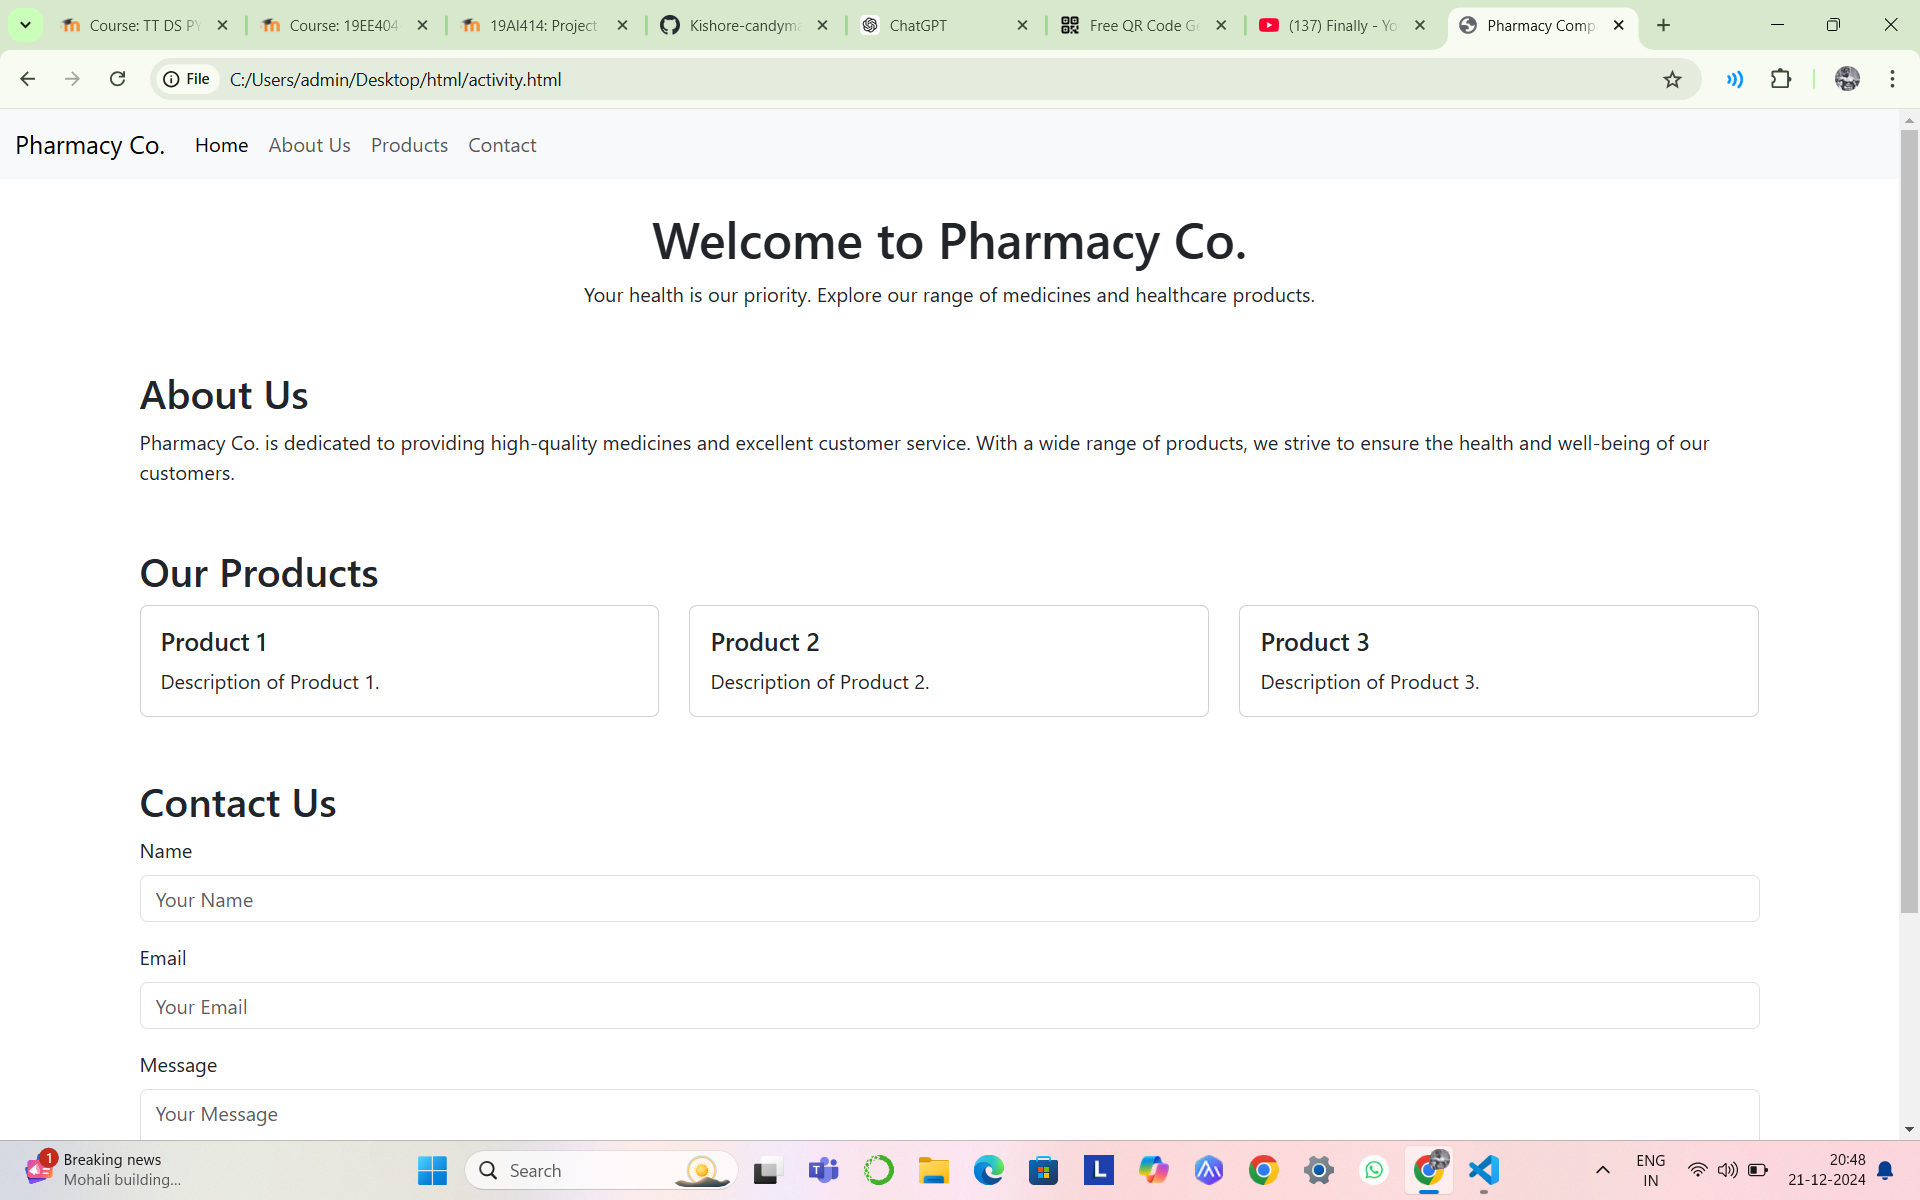 Course: TT DS PY
Course: 19EE404
19AI414: Project
Kishore-candyma
ChatGPT
Free QR Code Ge
(137) Finally - Yo
Pharmacy Comp
File
C:/Users/admin/Desktop/html/activity.html
Pharmacy Co.
Home
About Us
Products
Contact
Welcome to Pharmacy Co.
Your health is our priority. Explore our range of medicines and healthcare products.
About Us
Pharmacy Co. is dedicated to providing high-quality medicines and excellent customer service. With a wide range of products, we strive to ensure the health and well-being of our
customers.
Our Products
Product 1
Description of Product 1.
Product 2
Description of Product 2.
Product 3
Description of Product 3.
Contact Us
Name
Your Name
Email
Your Email
Message
Your Message
1
Breaking news
Mohali building...
Search
L
ENG
IN
20:48
21-12-2024